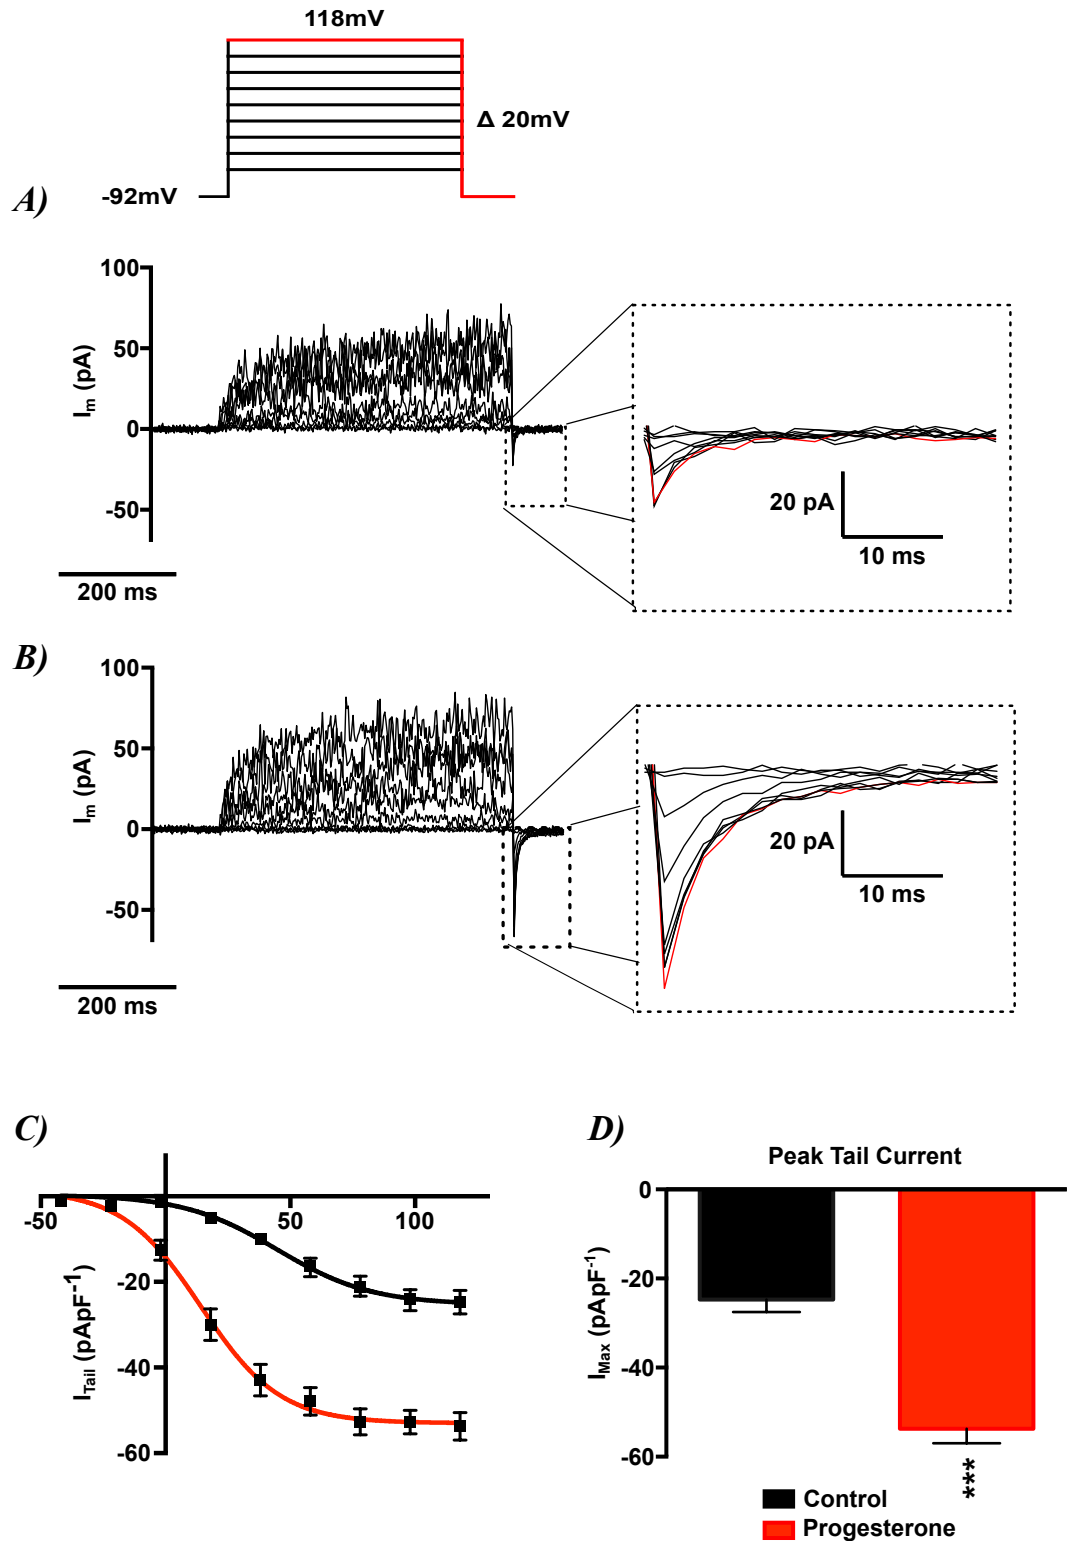 118mV
Δ 20mV
-92mV
A)
100
50
0
-50
Im (pA)
200 ms
20 pA
10 ms
B)
100
50
0
-50
Im (pA)
200 ms
20 pA
10 ms
C)
-50
50
100
-20
-40
-60
ITail (pApF-1)
D)
Peak Tail Current
0
-20
-40
-60
IMax (pApF-1)
***
Control
Progesterone